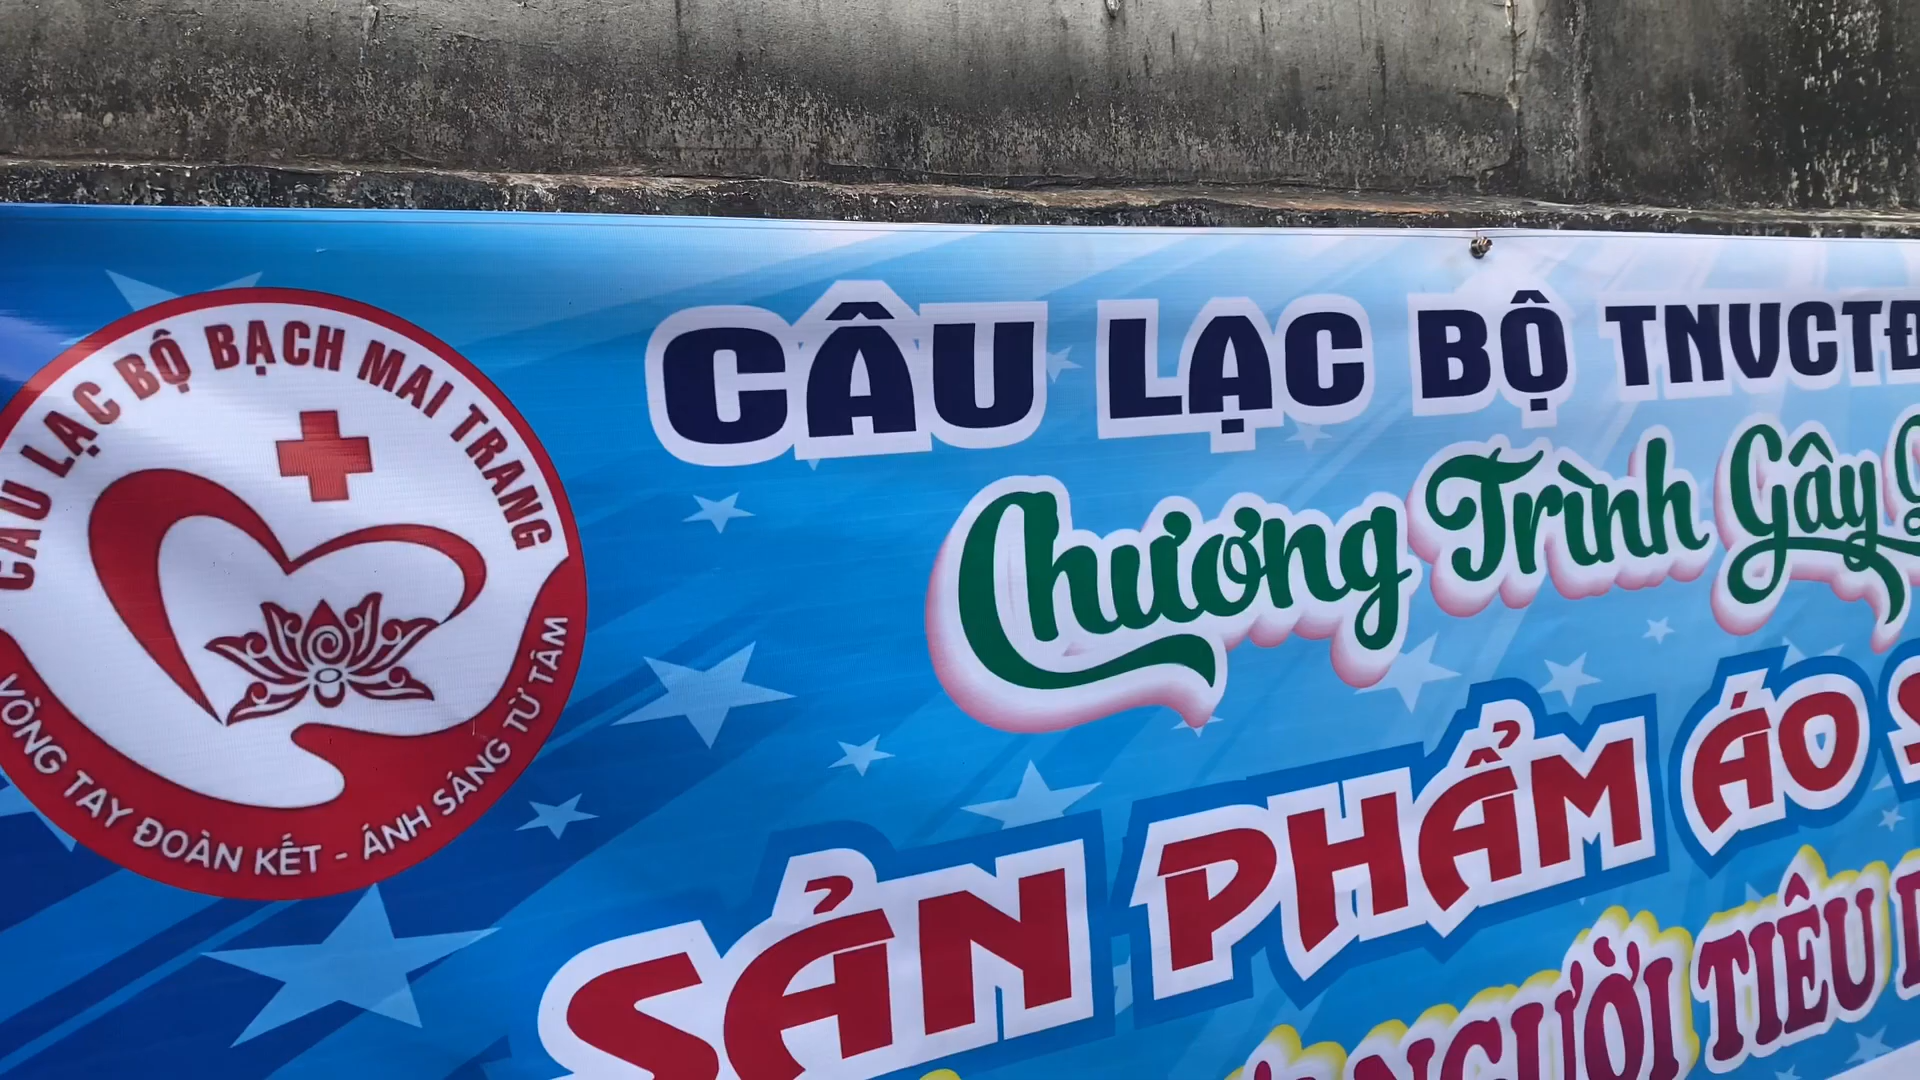 CÂU LẠC BỘ BẠCH MAI TRANG
VÒNG TAY ĐOÀN KẾT - ÁNH SÁNG TỪ TÂM
CÂU LẠC BỘ TNVCTĐ
Chương Trình Gây
SẢN PHẨM ÁO
NGƯỜI TIÊU